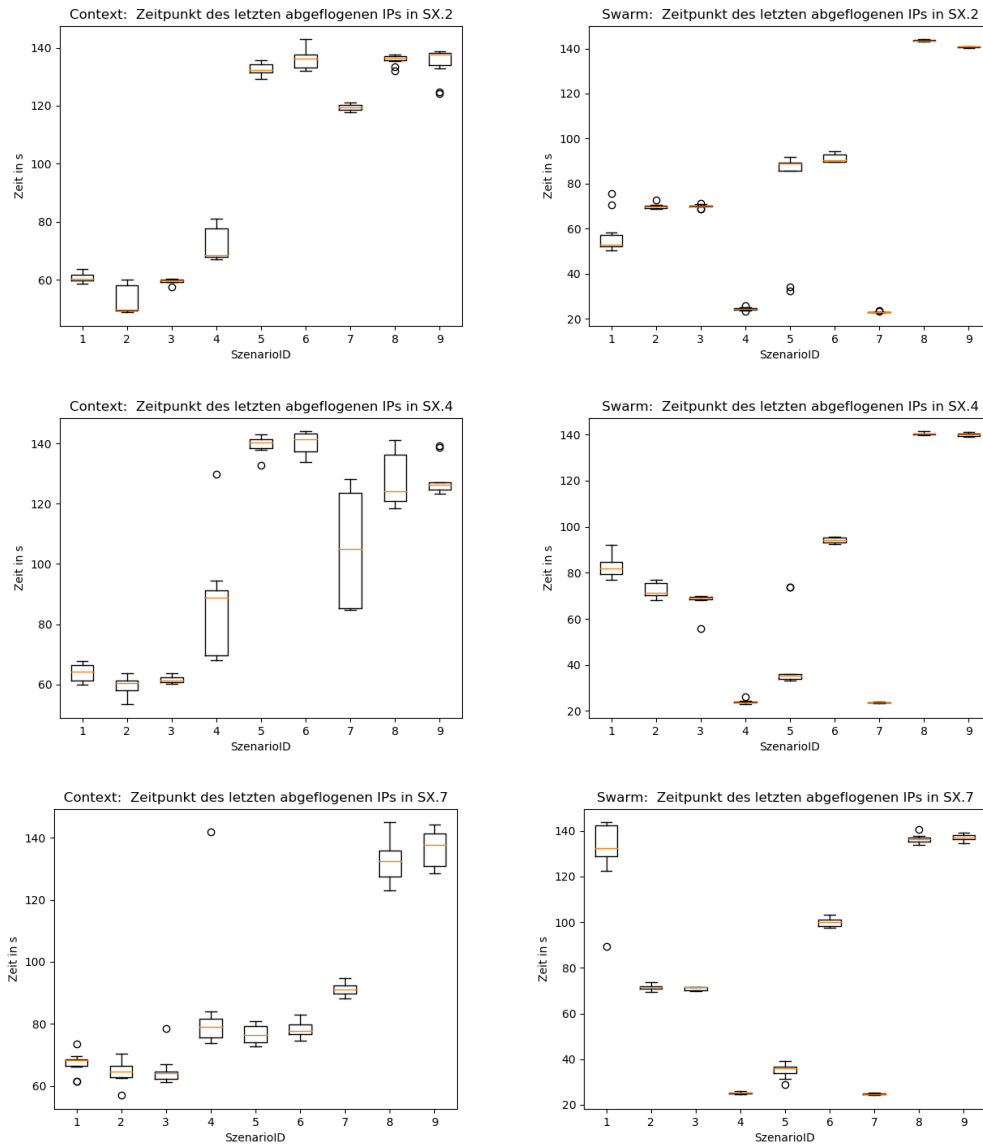 Context:  Zeitpunkt des letzten abgeflogenen IPs in SX.2
140
120
100
80
60
Zeit in s
1 2 3 4 5 6 7 8 9
SzenarioID
Swarm:  Zeitpunkt des letzten abgeflogenen IPs in SX.2
140
120
100
80
60
40
20
Zeit in s
1 2 3 4 5 6 7 8 9
SzenarioID
Context:  Zeitpunkt des letzten abgeflogenen IPs in SX.4
140
120
100
80
60
Zeit in s
1 2 3 4 5 6 7 8 9
SzenarioID
Swarm:  Zeitpunkt des letzten abgeflogenen IPs in SX.4
140
120
100
80
60
40
20
Zeit in s
1 2 3 4 5 6 7 8 9
SzenarioID
Context:  Zeitpunkt des letzten abgeflogenen IPs in SX.7
140
120
100
80
60
Zeit in s
1 2 3 4 5 6 7 8 9
SzenarioID
Swarm:  Zeitpunkt des letzten abgeflogenen IPs in SX.7
140
120
100
80
60
40
20
Zeit in s
1 2 3 4 5 6 7 8 9
SzenarioID